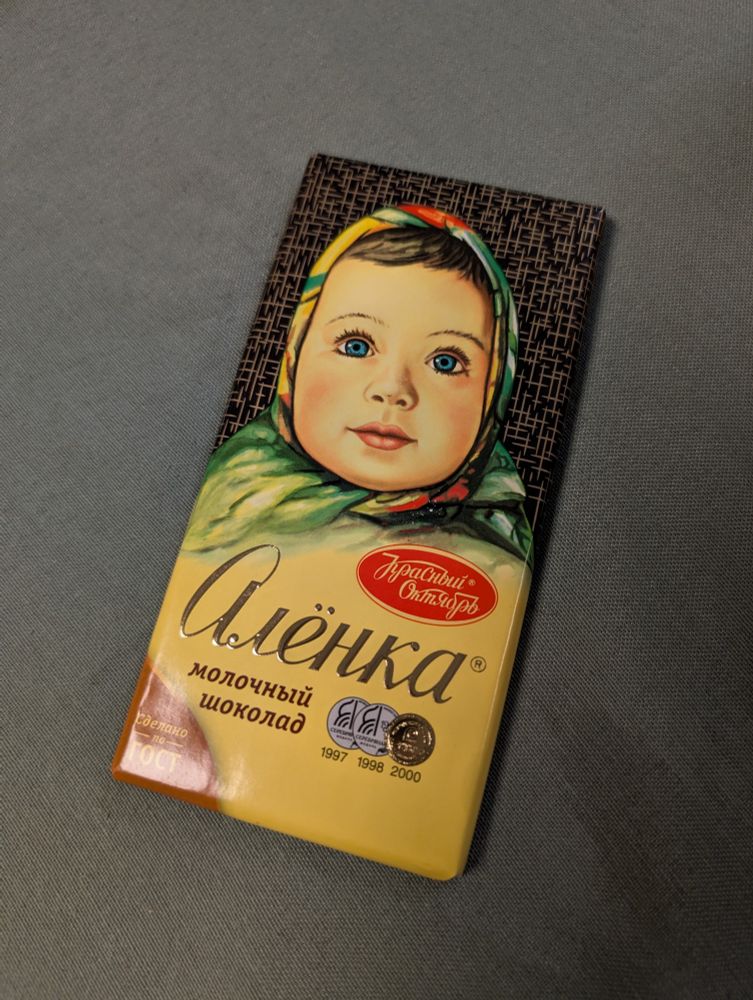 Красный®
Октябрь
Алёнка®
молочный
шоколад
Сделано
по
ГОСТ
1997 1998 2000